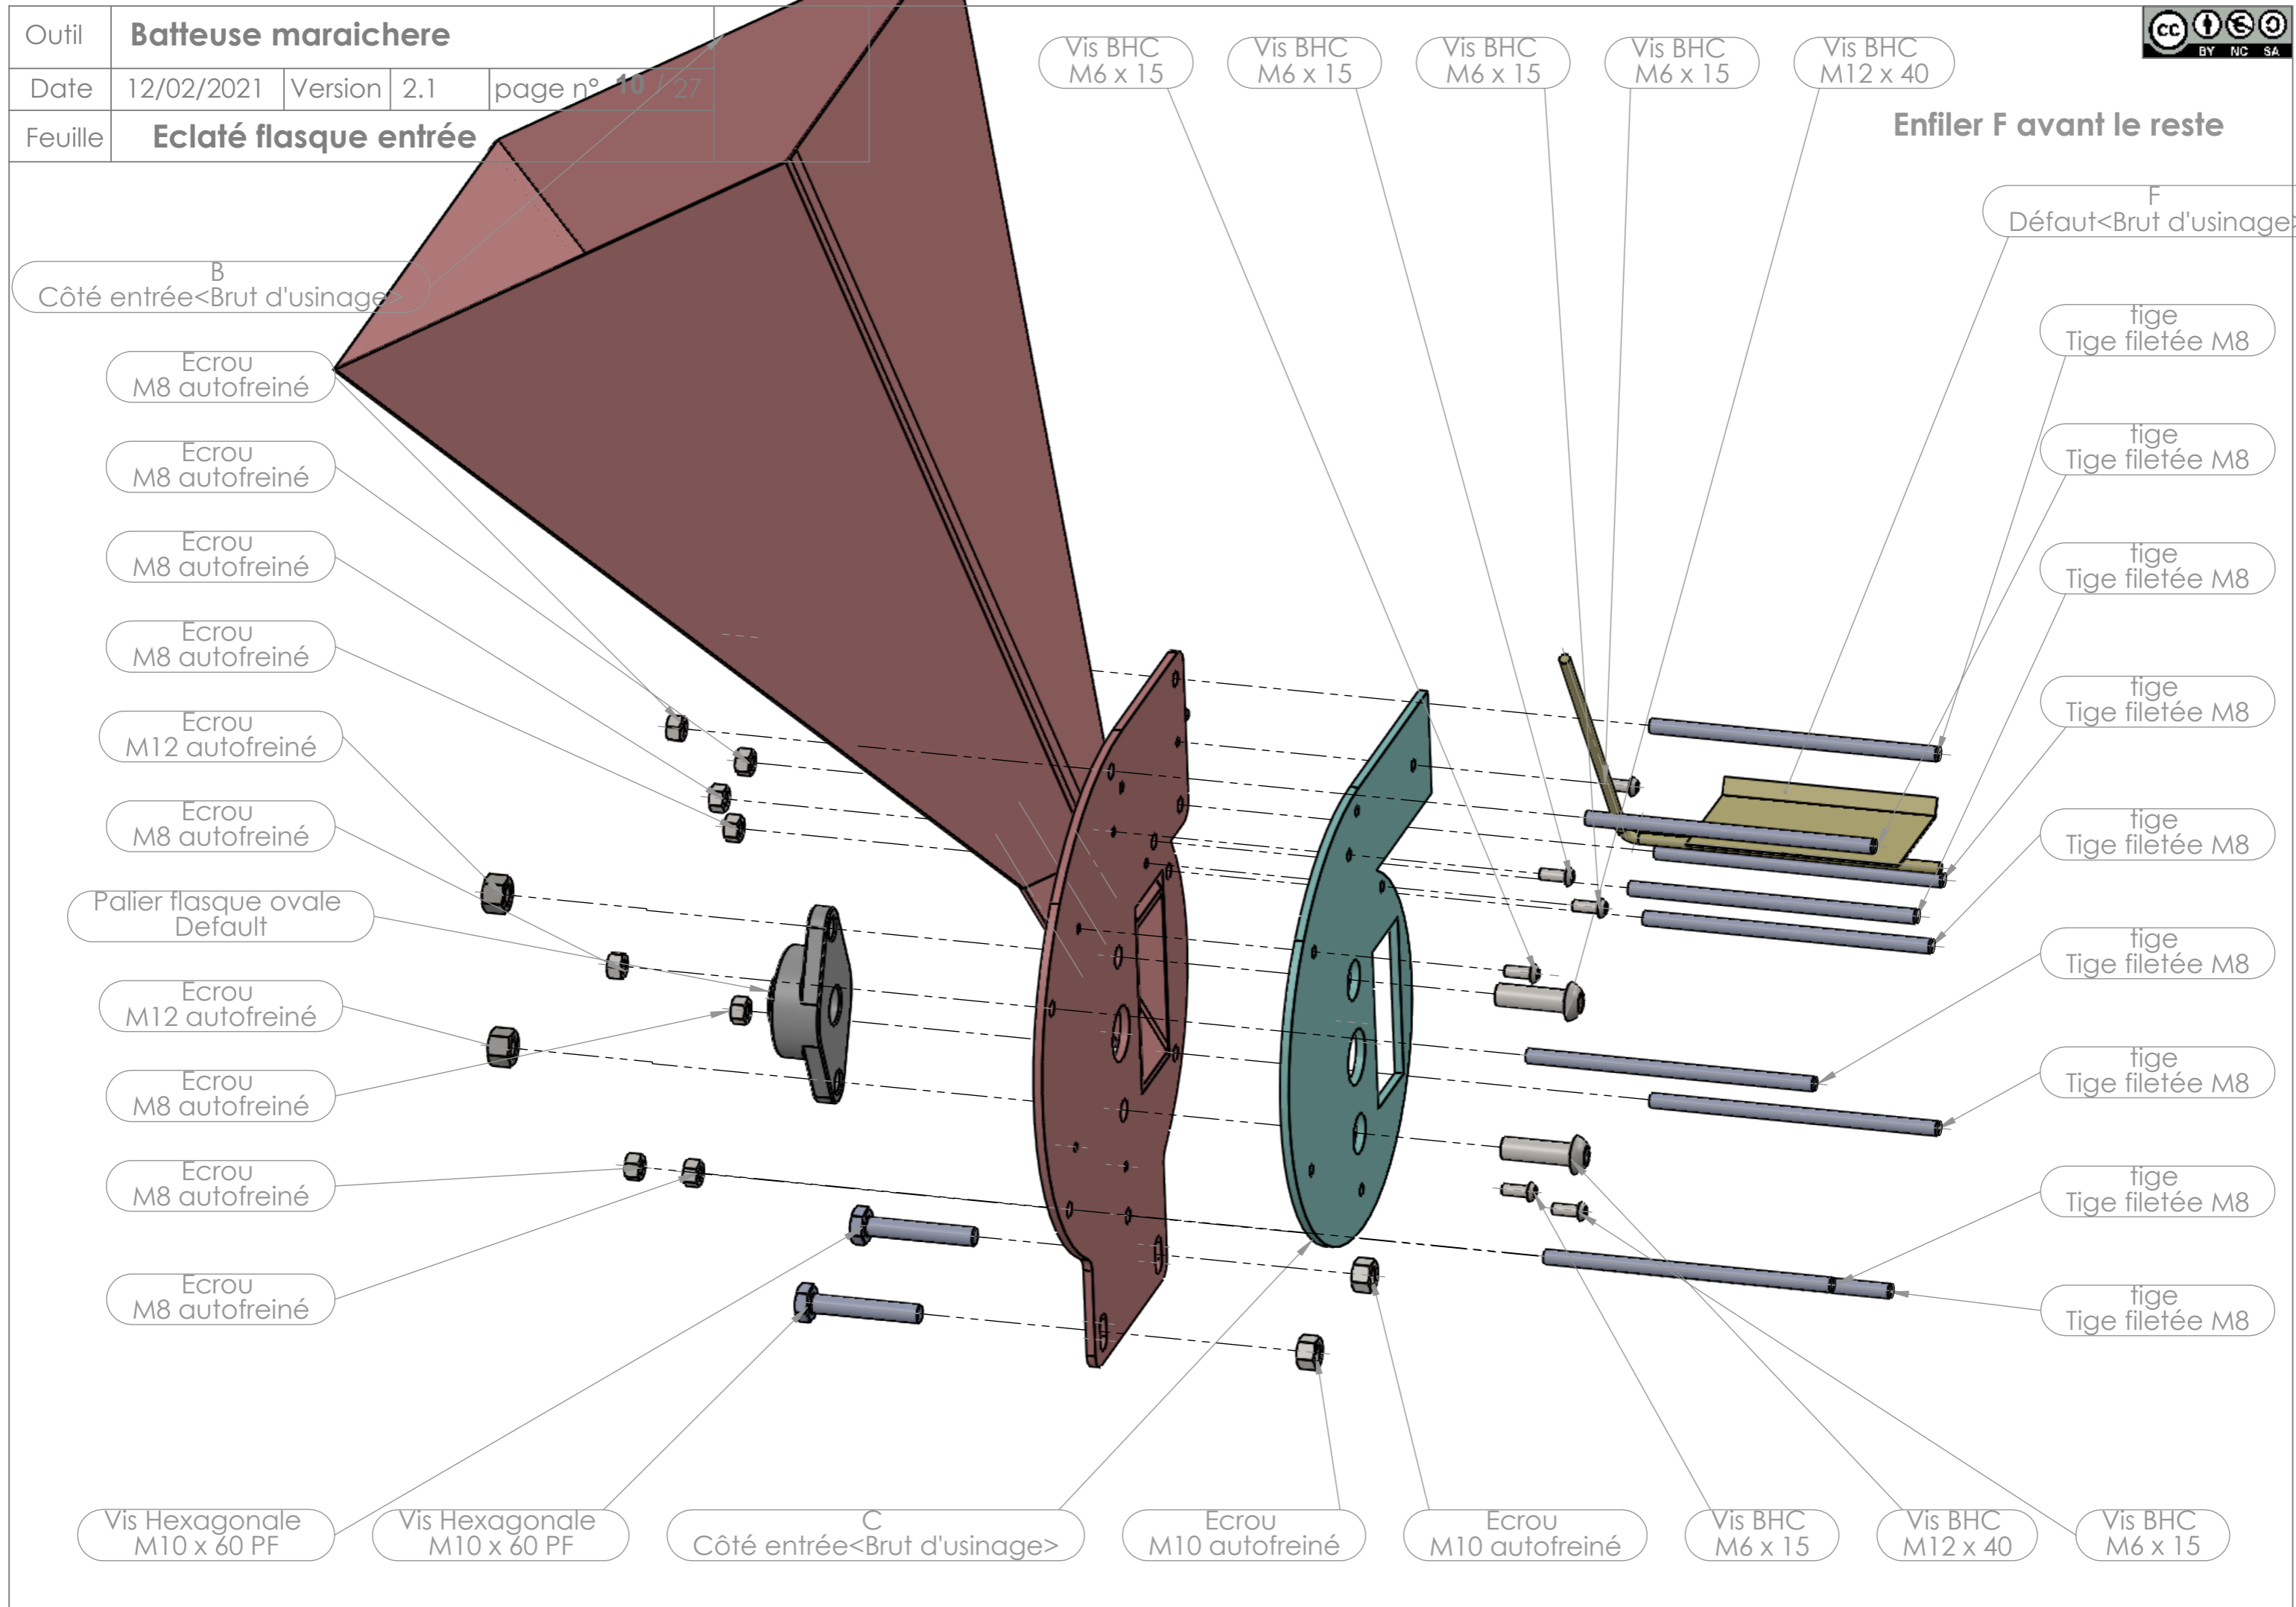 Outil
Batteuse maraichere
Date
12/02/2021
Version
2.1
page n° 10 / 27
Feuille
Eclaté flasque entrée
Vis BHC
M6 x 15
Vis BHC
M6 x 15
Vis BHC
M6 x 15
Vis BHC
M6 x 15
Vis BHC
M12 x 40
cc
BY NC SA
Enfiler F avant le reste
F
Défaut<Brut d'usinage>
B
Côté entrée<Brut d'usinage>
Ecrou
M8 autofreiné
Ecrou
M8 autofreiné
Ecrou
M8 autofreiné
Ecrou
M8 autofreiné
Ecrou
M12 autofreiné
Ecrou
M8 autofreiné
Palier flasque ovale
Default
Ecrou
M12 autofreiné
Ecrou
M8 autofreiné
Ecrou
M8 autofreiné
Ecrou
M8 autofreiné
tige
Tige filetée M8
tige
Tige filetée M8
tige
Tige filetée M8
tige
Tige filetée M8
tige
Tige filetée M8
tige
Tige filetée M8
tige
Tige filetée M8
tige
Tige filetée M8
tige
Tige filetée M8
Vis Hexagonale
M10 x 60 PF
Vis Hexagonale
M10 x 60 PF
C
Côté entrée<Brut d'usinage>
Ecrou
M10 autofreiné
Ecrou
M10 autofreiné
Vis BHC
M6 x 15
Vis BHC
M12 x 40
Vis BHC
M6 x 15